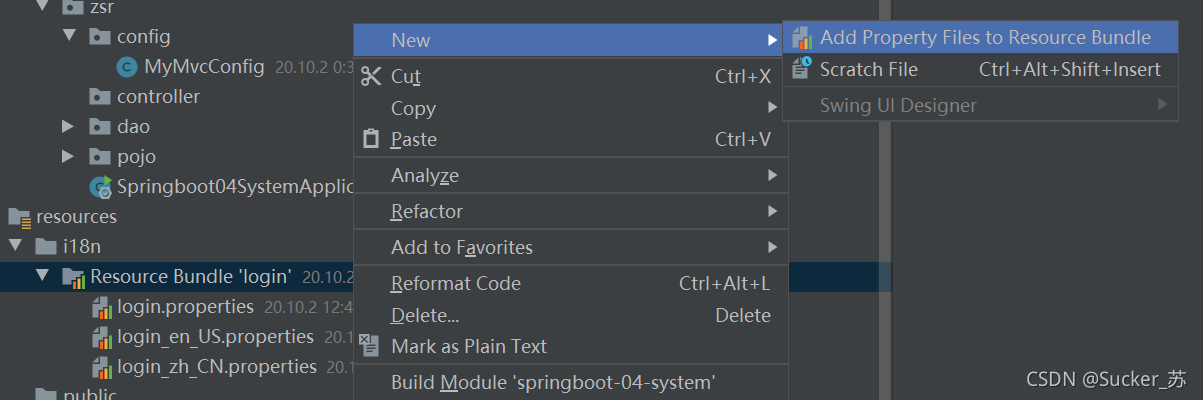 zsr
config
MyMvcConfig 20.10.2 0:3
controller
dao
pojo
Springboot04SystemApplic
resources
i18n
Resource Bundle 'login' 20.10.2
login.properties 20.10.2 12:4
login_en_US.properties 20.1
login_zh_CN.properties 20.1
public
New
Cut Ctrl+X
Copy
Paste Ctrl+V
Analyze
Refactor
Add to Favorites
Reformat Code Ctrl+Alt+L
Delete... Delete
Mark as Plain Text
Build Module 'springboot-04-system'
Add Property Files to Resource Bundle
Scratch File Ctrl+Alt+Shift+Insert
Swing UI Designer
CSDN @Sucker_苏